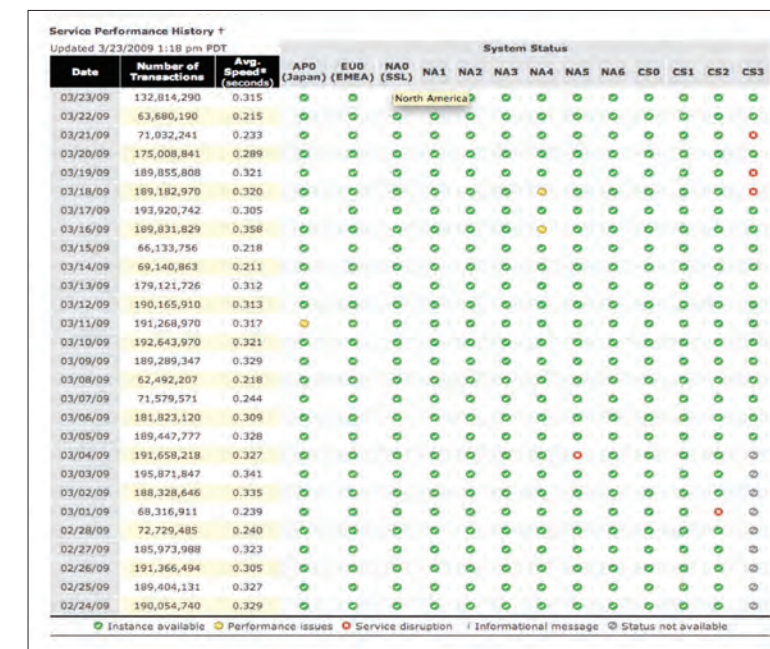 Service Performance History †
Updated 3/23/2009 1:18 pm PDT System Status
Date Number of Transactions Avg. Speed* (seconds) AP0 (Japan) EU0 (EMEA) NA0 (SSL) NA1 NA2 NA3 NA4 NA5 NA6 CS0 CS1 CS2 CS3
03/23/09 132,814,290 0.315 North America
03/22/09 63,680,190 0.215
03/21/09 71,032,241 0.233
03/20/09 175,008,841 0.289
03/19/09 189,855,808 0.321
03/18/09 189,182,970 0.320
03/17/09 193,920,742 0.305
03/16/09 189,831,829 0.358
03/15/09 66,133,756 0.218
03/14/09 69,140,863 0.211
03/13/09 179,121,726 0.312
03/12/09 190,165,910 0.313
03/11/09 191,268,970 0.317
03/10/09 192,643,970 0.321
03/09/09 189,289,347 0.329
03/08/09 62,492,207 0.218
03/07/09 71,579,571 0.244
03/06/09 181,823,120 0.309
03/05/09 189,447,777 0.328
03/04/09 191,658,218 0.327
03/03/09 195,871,847 0.341
03/02/09 188,328,646 0.335
03/01/09 68,316,911 0.239
02/28/09 72,729,485 0.240
02/27/09 185,973,988 0.323
02/26/09 191,366,494 0.305
02/25/09 189,404,131 0.327
02/24/09 190,054,740 0.329
Instance available Performance issues Service disruption i Informational message Status not available